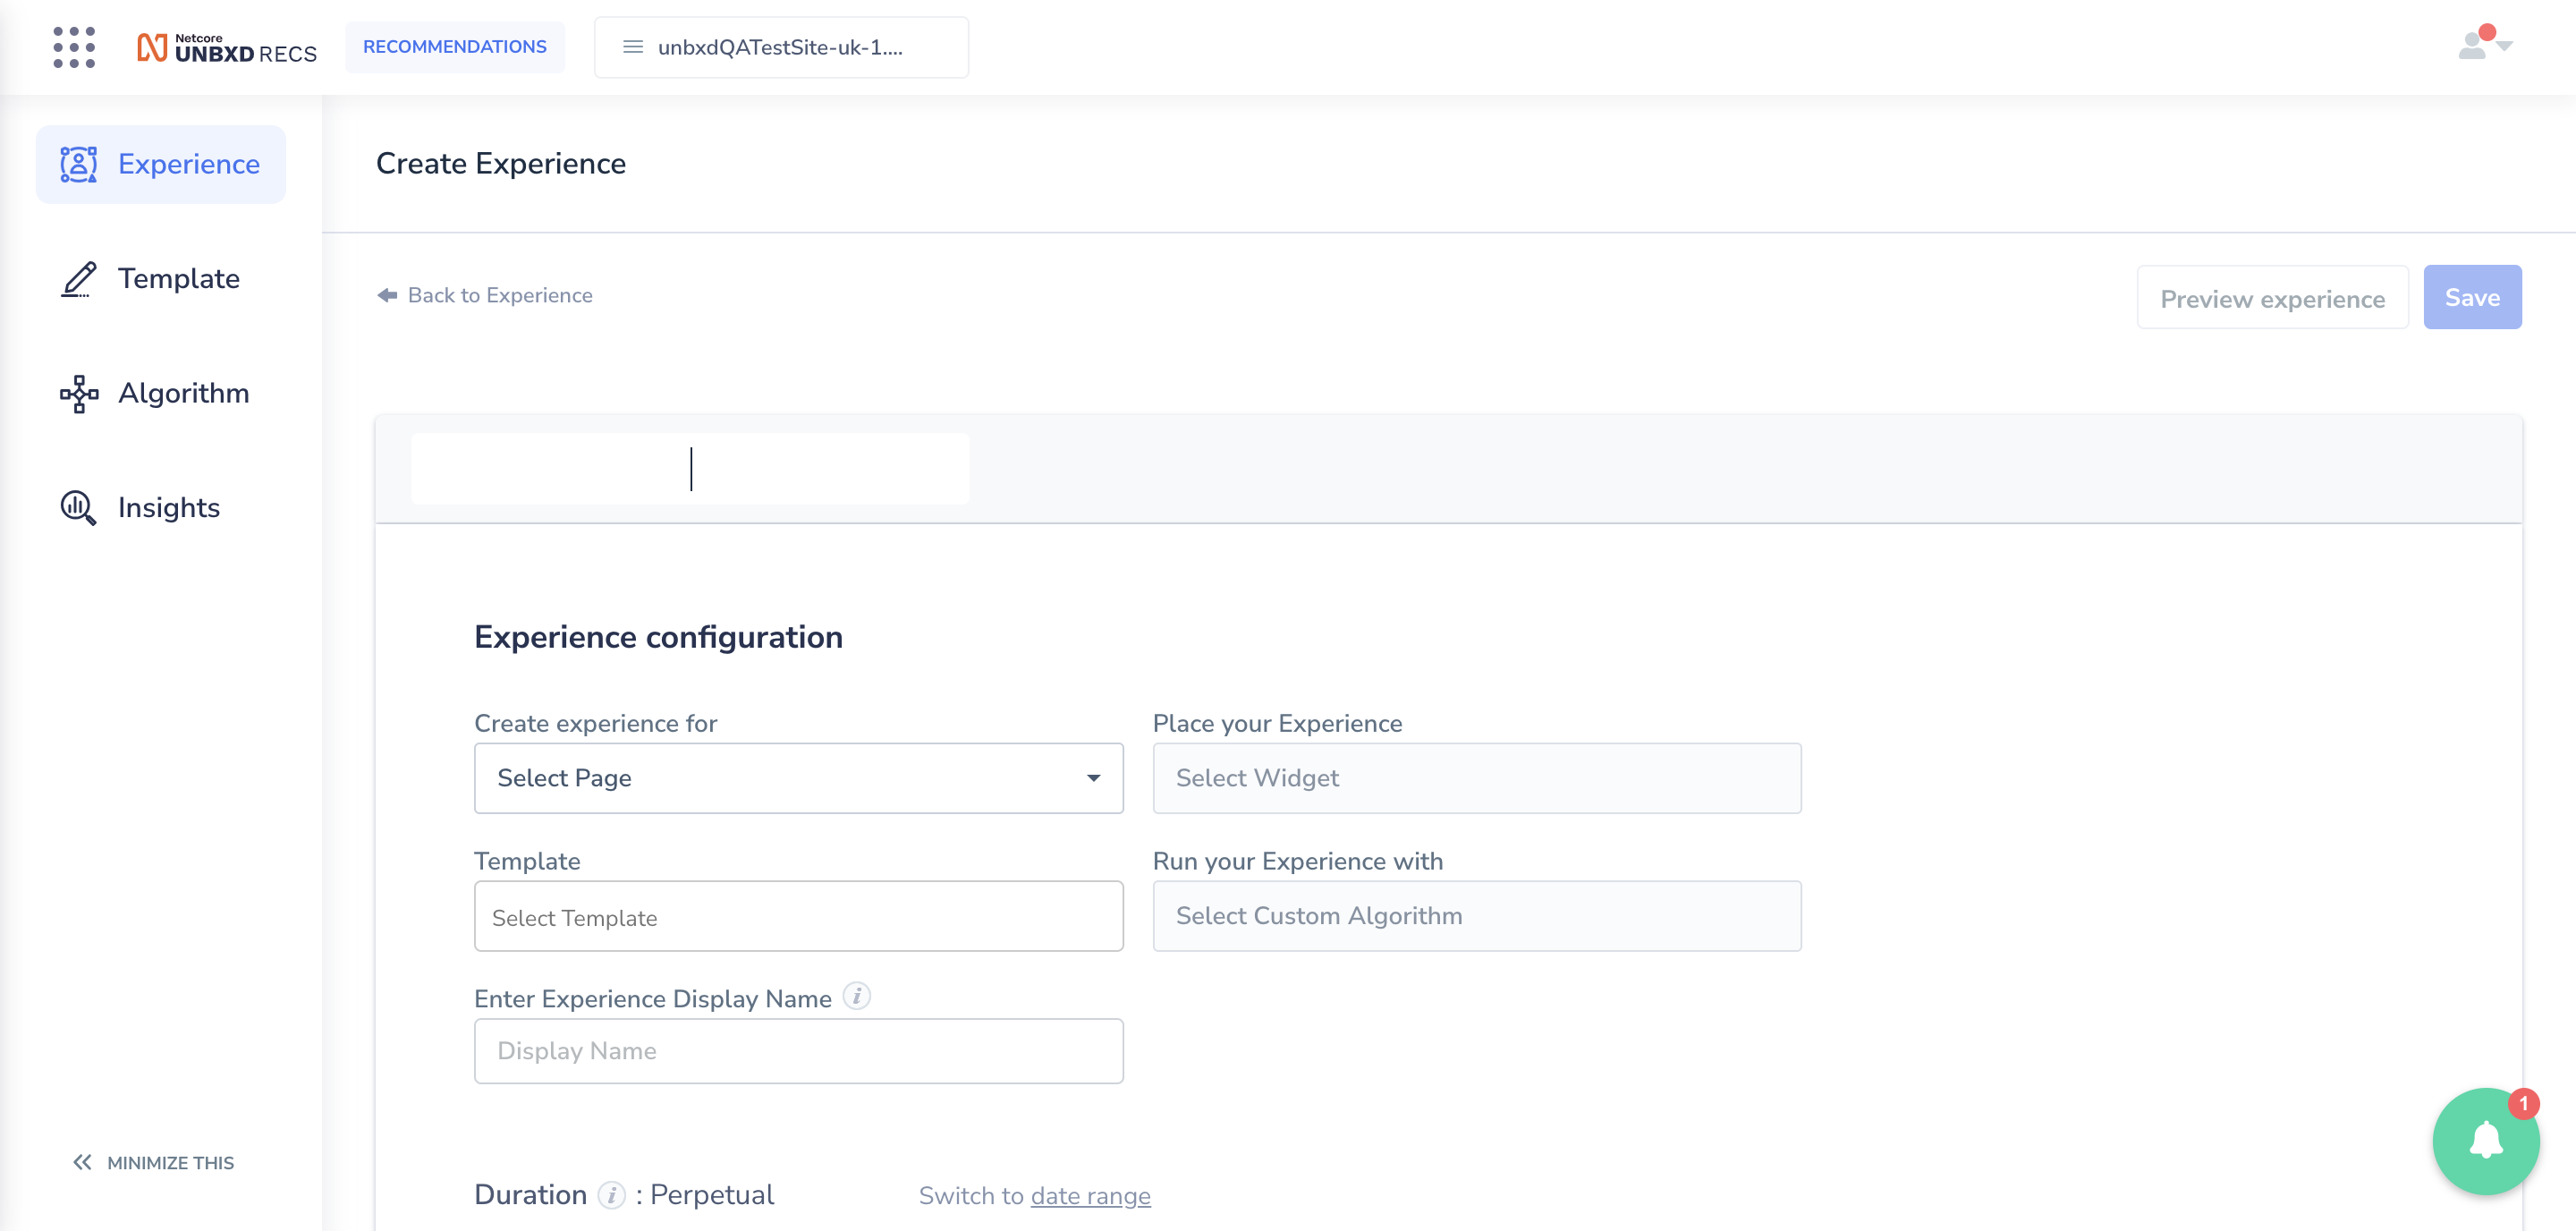 Netcore
UNBXD RECS
RECOMMENDATIONS
unbxdQATestSite-uk-1....
Experience
Template
Algorithm
Insights
MINIMIZE THIS
Create Experience
Back to Experience
Preview experience
Save
Experience configuration
Create experience for
Place your Experience
Select Page
Select Widget
Template
Run your Experience with
Select Template
Select Custom Algorithm
Enter Experience Display Name i
Display Name
1
Duration i : Perpetual
Switch to date range